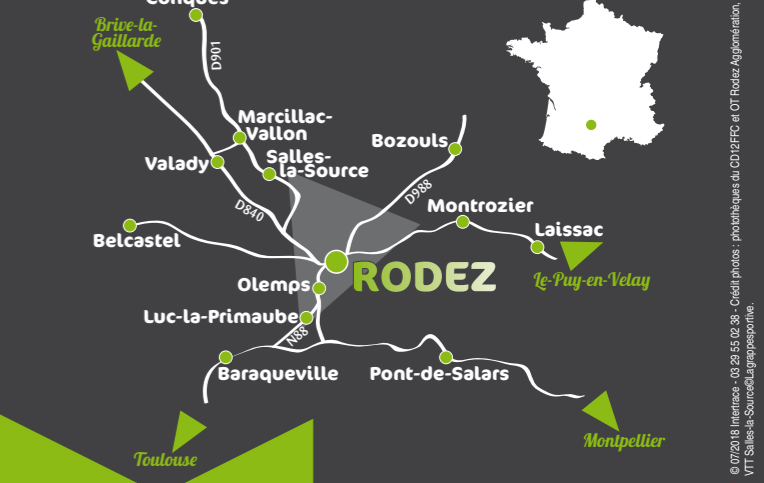 Conques
Brive-la-
Gaillarde
D901
Marcillac-
Vallon
Bozouls
Valady
Salles-
la-Source
D988
D840
Montrozier
Belcastel
Laissac
RODEZ
Le-Puy-en-Velay
Olemps
Luc-la-Primaube
N88
Baraqueville
Pont-de-Salars
Toulouse
Montpellier
© 07/2018 Intertrace - 03 29 55 02 38 - Crédit photos : photothèques du CD12FFC et OT Rodez Agglomération,
VTT Salles-la-Source©Lagrappesportive.